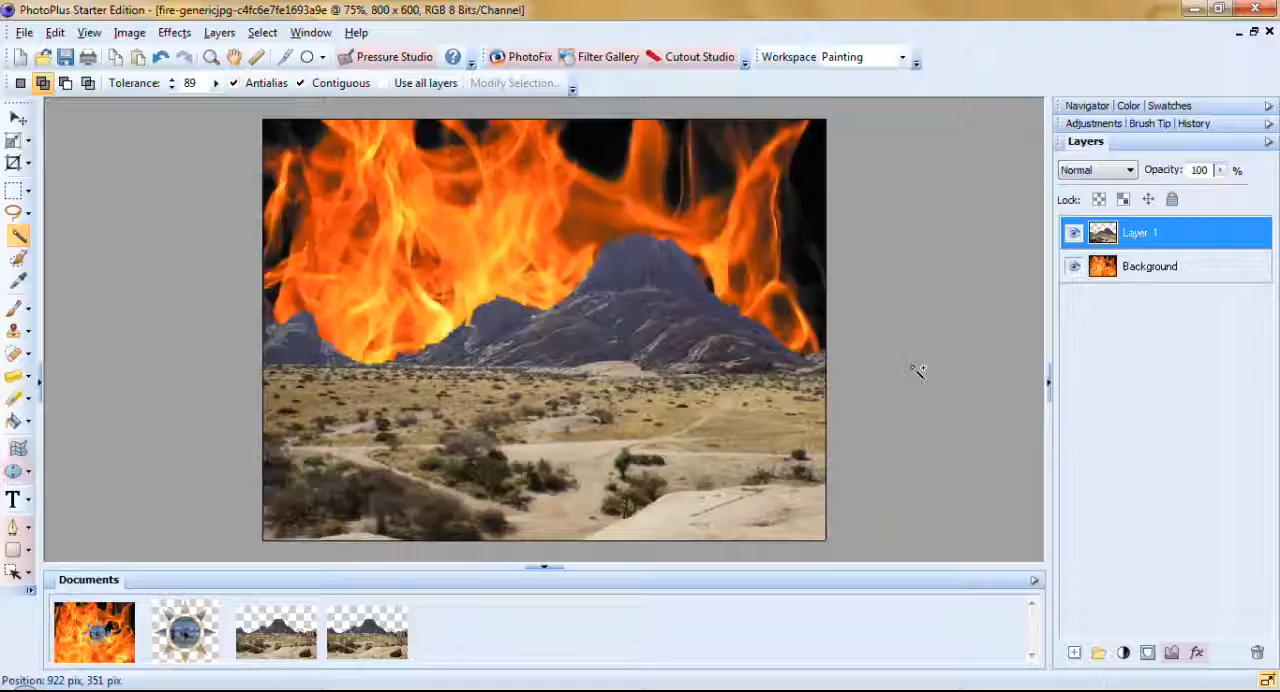 PhotoPlus Starter Edition - [fire-genericjpg-c4fc6e7fe1693a9e @ 75%, 800 x 600, RGB 8 Bits/Channel]
File Edit View Image Effects Layers Select Window Help
Pressure Studio PhotoFix Filter Gallery Cutout Studio Workspace Painting
Tolerance: 89 Antialias Contiguous Use all layers Modify Selection...
Navigator Color Swatches
Adjustments Brush Tip History
Layers
Normal Opacity: 100 %
Lock:
Layer 1
Background
T
Documents
fx
Position: 922 pix, 351 pix